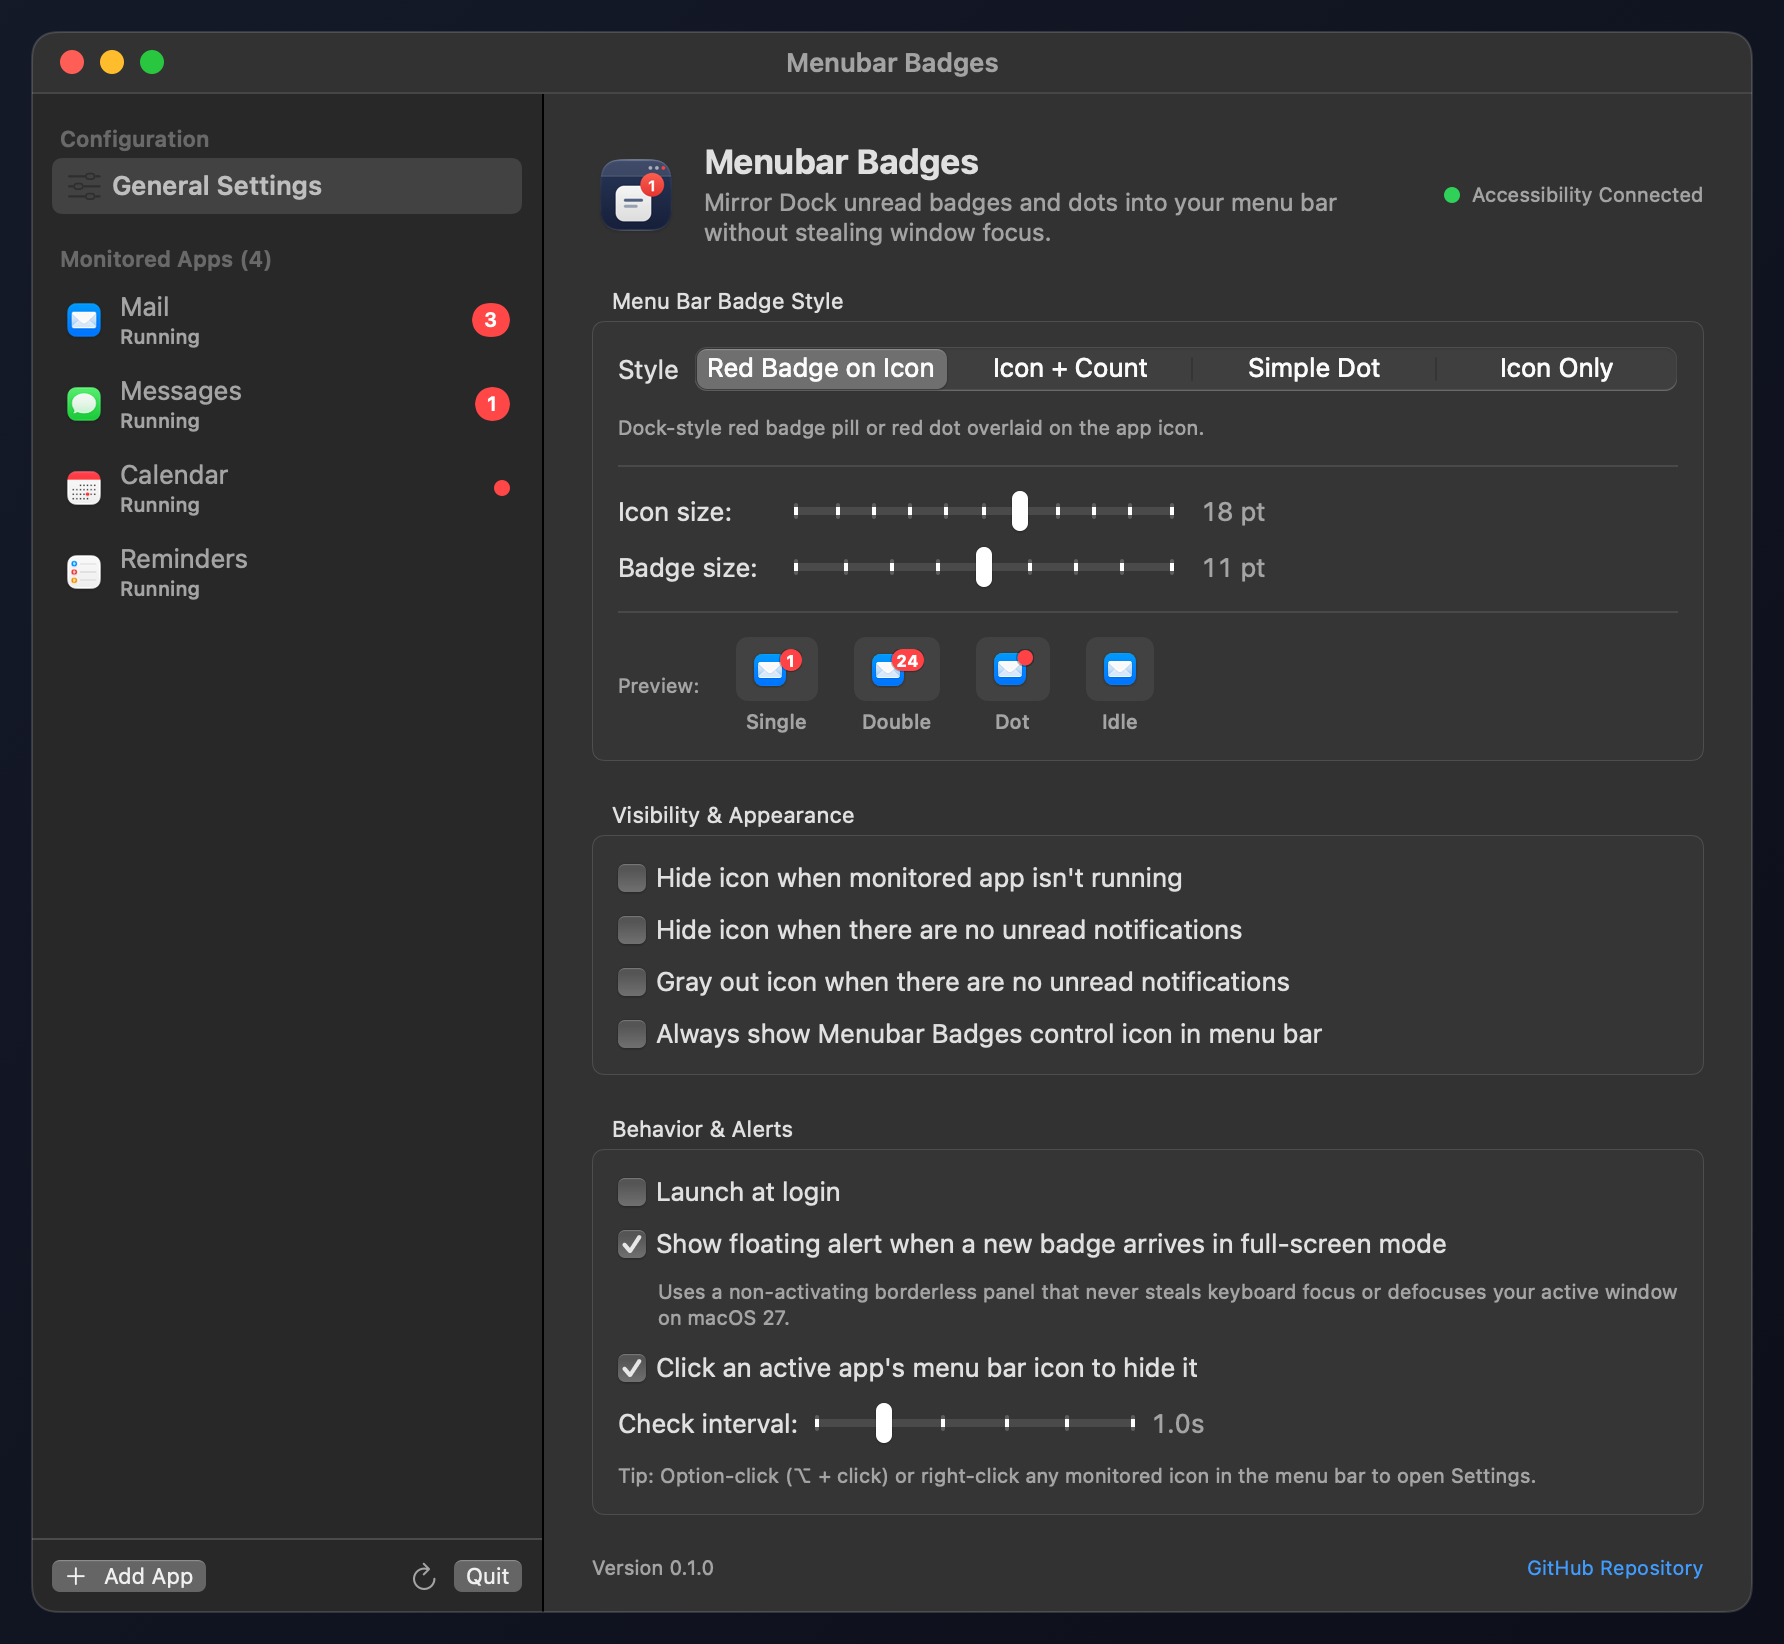 Menubar Badges
Configuration
General Settings
Monitored Apps (4)
Mail
Running
3
Messages
Running
1
Calendar
Running
Reminders
Running
Add App
Quit
1
Menubar Badges
Mirror Dock unread badges and dots into your menu bar
without stealing window focus.
Accessibility Connected
Menu Bar Badge Style
Style
Red Badge on Icon
Icon + Count
Simple Dot
Icon Only
Dock-style red badge pill or red dot overlaid on the app icon.
Icon size:
18 pt
Badge size:
11 pt
Preview:
1
Single
24
Double
Dot
Idle
Visibility & Appearance
Hide icon when monitored app isn't running
Hide icon when there are no unread notifications
Gray out icon when there are no unread notifications
Always show Menubar Badges control icon in menu bar
Behavior & Alerts
Launch at login
Show floating alert when a new badge arrives in full-screen mode
Uses a non-activating borderless panel that never steals keyboard focus or defocuses your active window
on macOS 27.
Click an active app's menu bar icon to hide it
Check interval:
1.0s
Tip: Option-click (⌥ + click) or right-click any monitored icon in the menu bar to open Settings.
Version 0.1.0
GitHub Repository